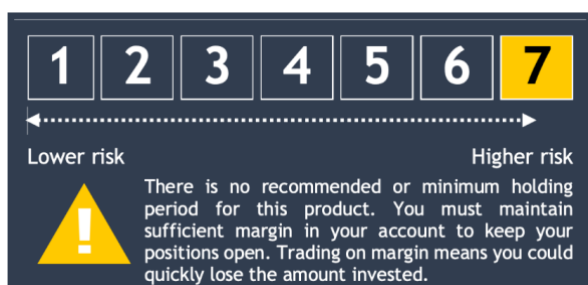 1 2 3 4 5 6 7
Lower risk Higher risk
There is no recommended or minimum holding
period for this product. You must maintain
sufficient margin in your account to keep your
positions open. Trading on margin means you could
quickly lose the amount invested.